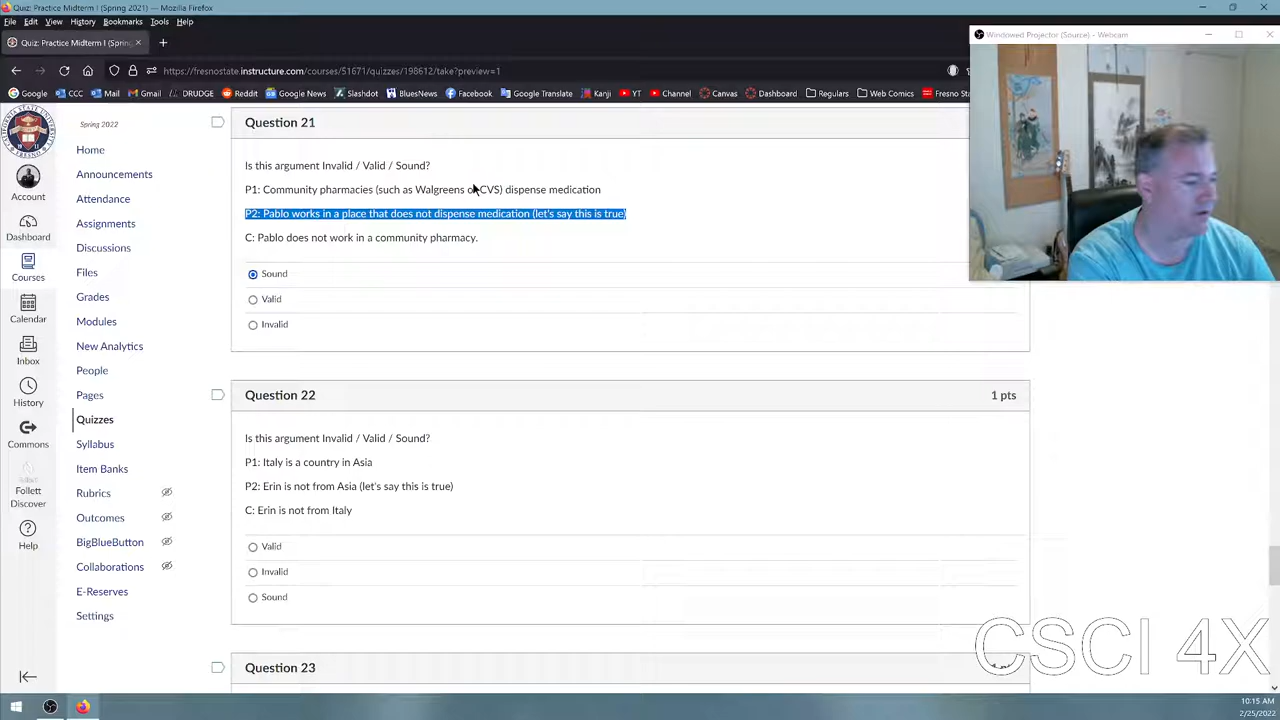 Quiz: Practice Midterm I (Spring 2021) — Mozilla Firefox
File Edit View History Bookmarks Tools Help
Quiz: Practice Midterm I (Spring
https://fresnostate.instructure.com/courses/51671/quizzes/198612/take?preview=1
Google CCC Mail Gmail DRUDGE Reddit Google News Slashdot BluesNews Facebook Google Translate Kanji YT Channel Canvas Dashboard Regulars Web Comics Fresno St
Windowed Projector (Source) - Webcam
Account
Dashboard
Courses
Calendar
Inbox
History
Commons
Follett
Discover
Help
Spring 2022
Home
Announcements
Attendance
Assignments
Discussions
Files
Grades
Modules
New Analytics
People
Pages
Quizzes
Syllabus
Item Banks
Rubrics
Outcomes
BigBlueButton
Collaborations
E-Reserves
Settings
Question 21
Is this argument Invalid / Valid / Sound?
P1: Community pharmacies (such as Walgreens or CVS) dispense medication
P2: Pablo works in a place that does not dispense medication (let's say this is true)
C: Pablo does not work in a community pharmacy.
Sound
Valid
Invalid
Question 22
1 pts
Is this argument Invalid / Valid / Sound?
P1: Italy is a country in Asia
P2: Erin is not from Asia (let's say this is true)
C: Erin is not from Italy
Valid
Invalid
Sound
Question 23
CSCI 4X
10:15 AM
2/25/2022